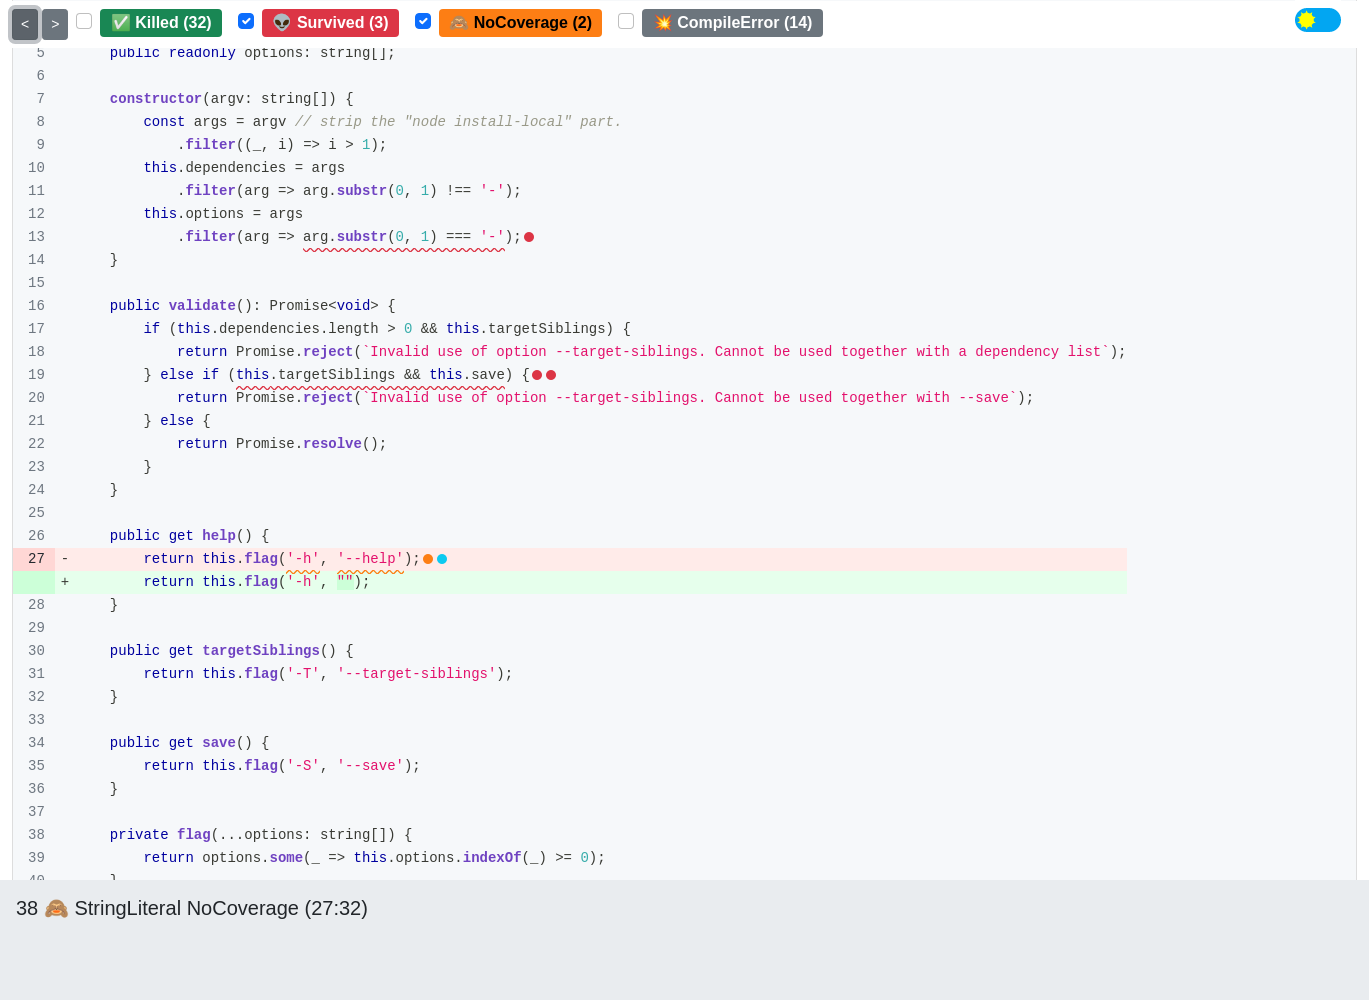 < > ✅ Killed (32) 👽 Survived (3) 🙈 NoCoverage (2) 💥 CompileError (14)
5 public readonly options: string[];
6
7 constructor(argv: string[]) {
8 const args = argv // strip the "node install-local" part.
9 .filter((_, i) => i > 1);
10 this.dependencies = args
11 .filter(arg => arg.substr(0, 1) !== '-');
12 this.options = args
13 .filter(arg => arg.substr(0, 1) === '-');
14 }
15
16 public validate(): Promise<void> {
17 if (this.dependencies.length > 0 && this.targetSiblings) {
18 return Promise.reject(`Invalid use of option --target-siblings. Cannot be used together with a dependency list`);
19 } else if (this.targetSiblings && this.save) {
20 return Promise.reject(`Invalid use of option --target-siblings. Cannot be used together with --save`);
21 } else {
22 return Promise.resolve();
23 }
24 }
25
26 public get help() {
27 - return this.flag('-h', '--help');
+ return this.flag('-h', "");
28 }
29
30 public get targetSiblings() {
31 return this.flag('-T', '--target-siblings');
32 }
33
34 public get save() {
35 return this.flag('-S', '--save');
36 }
37
38 private flag(...options: string[]) {
39 return options.some(_ => this.options.indexOf(_) >= 0);
40 }
38 🙈 StringLiteral NoCoverage (27:32)